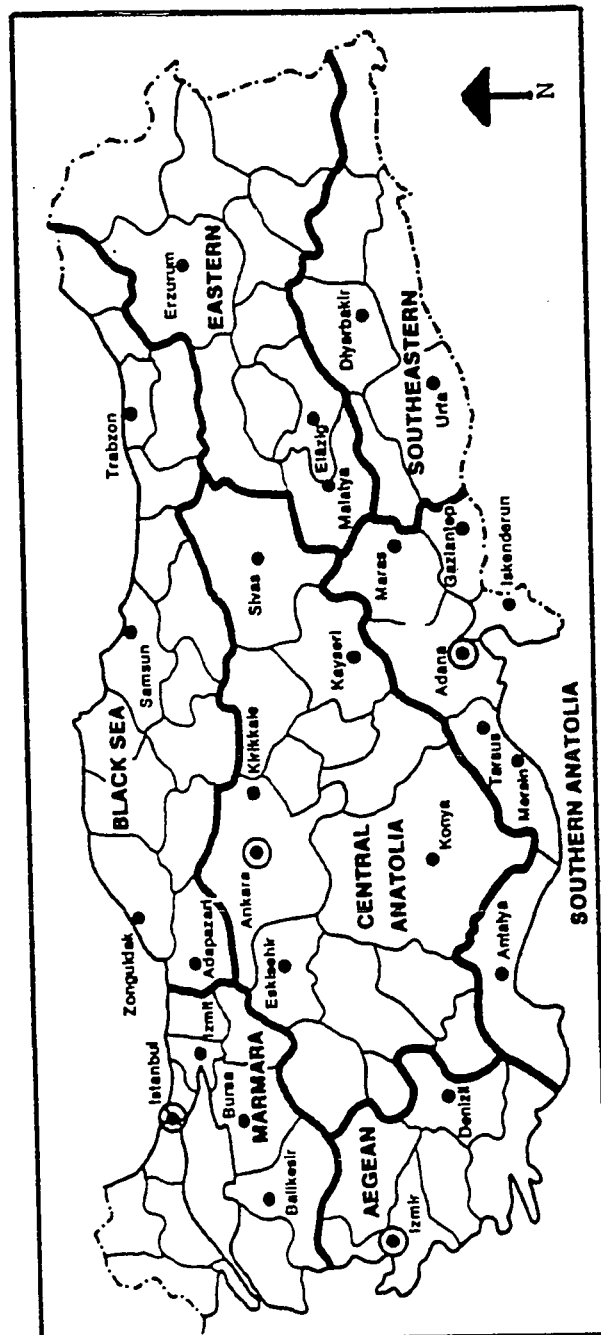 BLACK SEA
MARMARA
AEGEAN
CENTRAL
ANATOLIA
EASTERN
SOUTHEASTERN
SOUTHERN ANATOLIA
Istanbul
Izmit
Bursa
Balikesir
Izmir
Denizli
Zonguldak
Adapazari
Eskisehir
Ankara
Kirikkale
Konya
Antalya
Samsun
Sivas
Kayseri
Tarsus
Mersin
Adana
Iskenderun
Maras
Gaziantep
Trabzon
Erzurum
Elazig
Malatya
Diyarbakir
Urfa
N